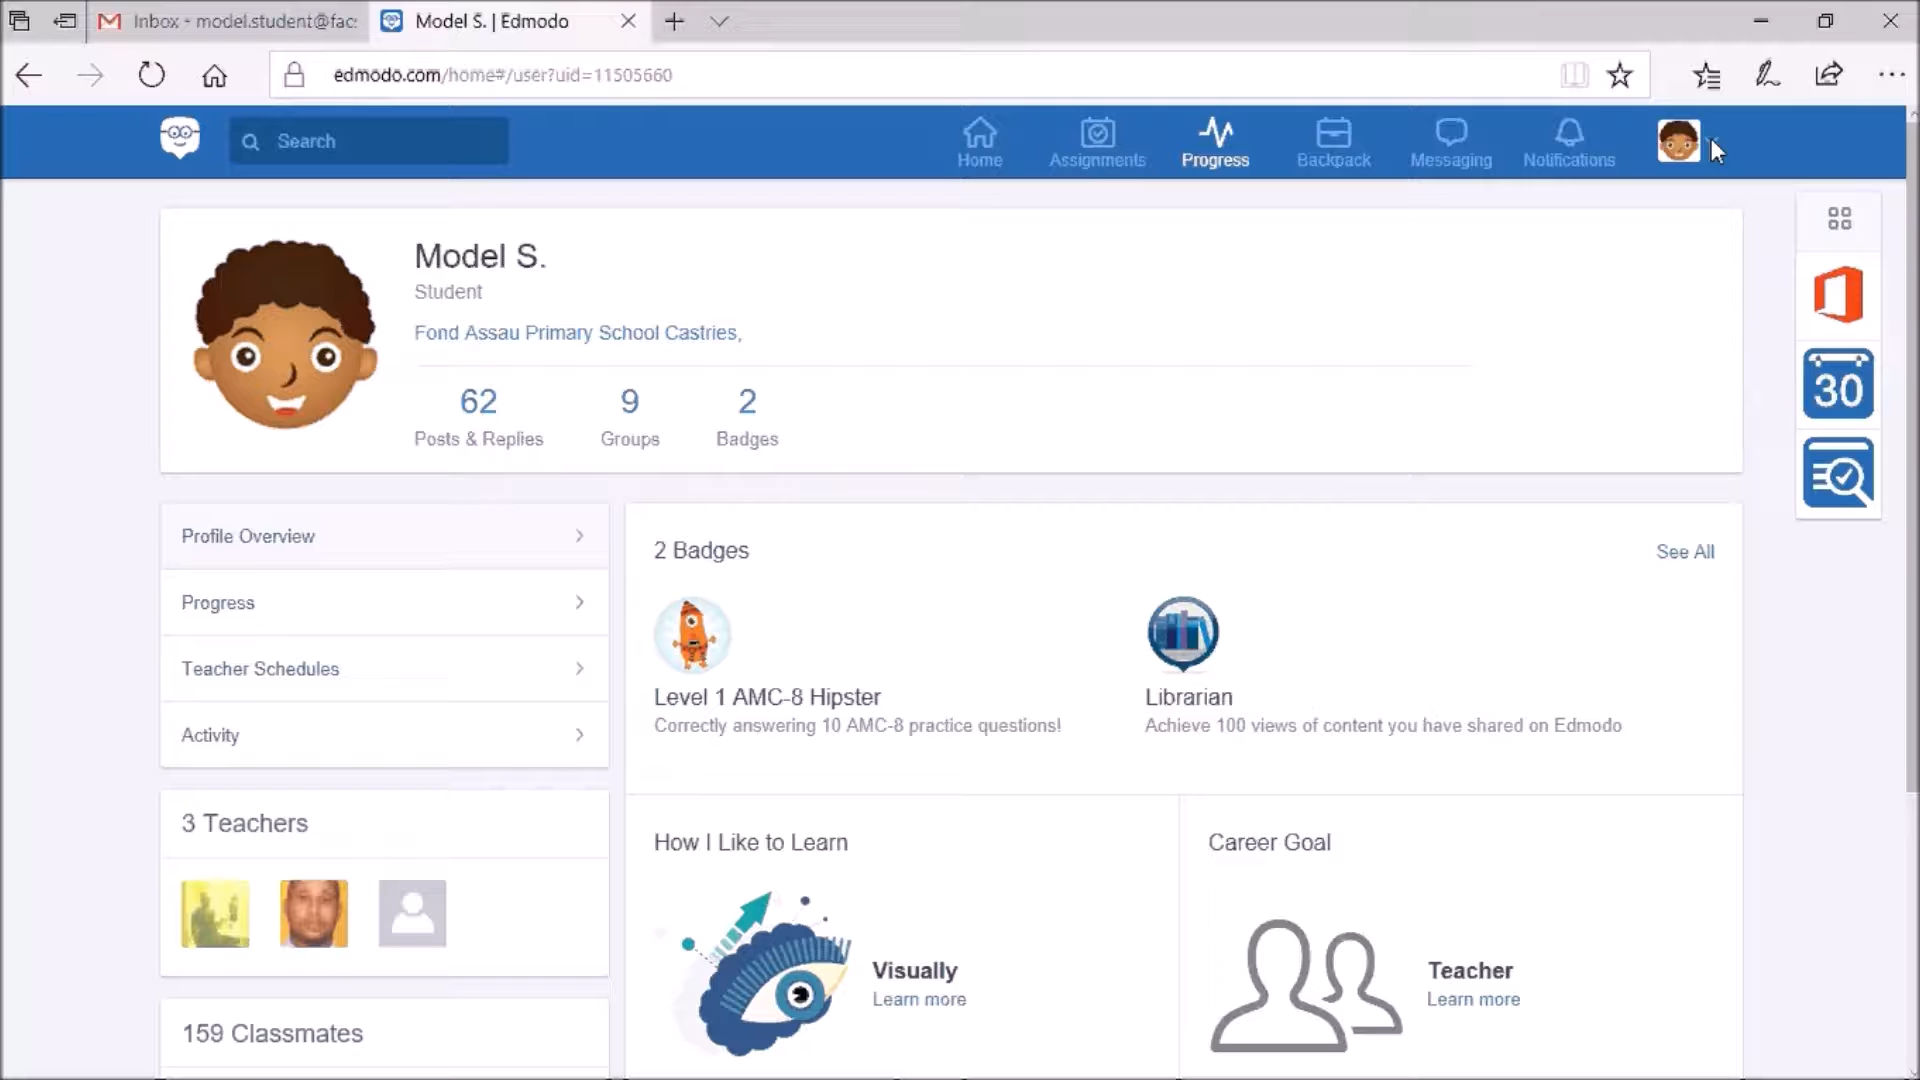 Inbox - model.student@fac
Model S. | Edmodo
edmodo.com/home#/user?uid=11505660
Search
Home
Assignments
Progress
Backpack
Messaging
Notifications
Model S.
Student
Fond Assau Primary School Castries,
62 9 2
Posts & Replies Groups Badges
30
Profile Overview
Progress
Teacher Schedules
Activity
3 Teachers
159 Classmates
2 Badges
See All
Level 1 AMC-8 Hipster
Correctly answering 10 AMC-8 practice questions!
Librarian
Achieve 100 views of content you have shared on Edmodo
How I Like to Learn
Visually
Learn more
Career Goal
Teacher
Learn more